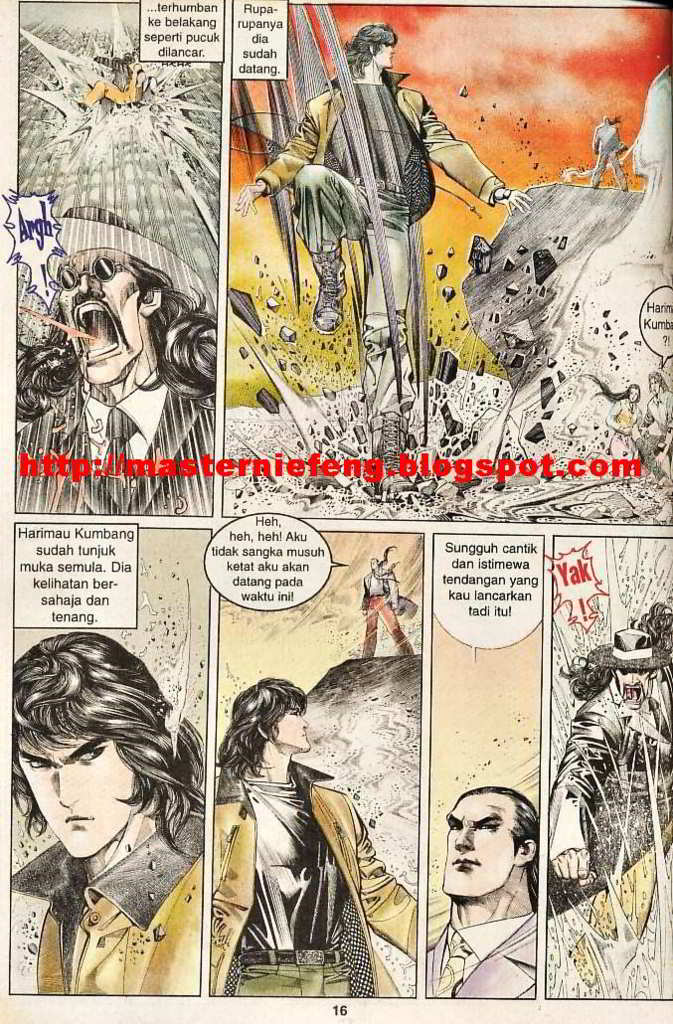 ...terhumban
ke belakang
seperti pucuk
dilancar.
Rupa-
rupanya
dia
sudah
datang.
Argh
!
Harim
Kumba
?!
http://masterniefeng.blogspot.com
Harimau Kumbang
sudah tunjuk
muka semula. Dia
kelihatan ber-
sahaja dan
tenang.
Heh,
heh, heh! Aku
tidak sangka musuh
ketat aku akan
datang pada
waktu ini!
Sungguh cantik
dan istimewa
tendangan yang
kau lancarkan
tadi itu!
Yak
!
16